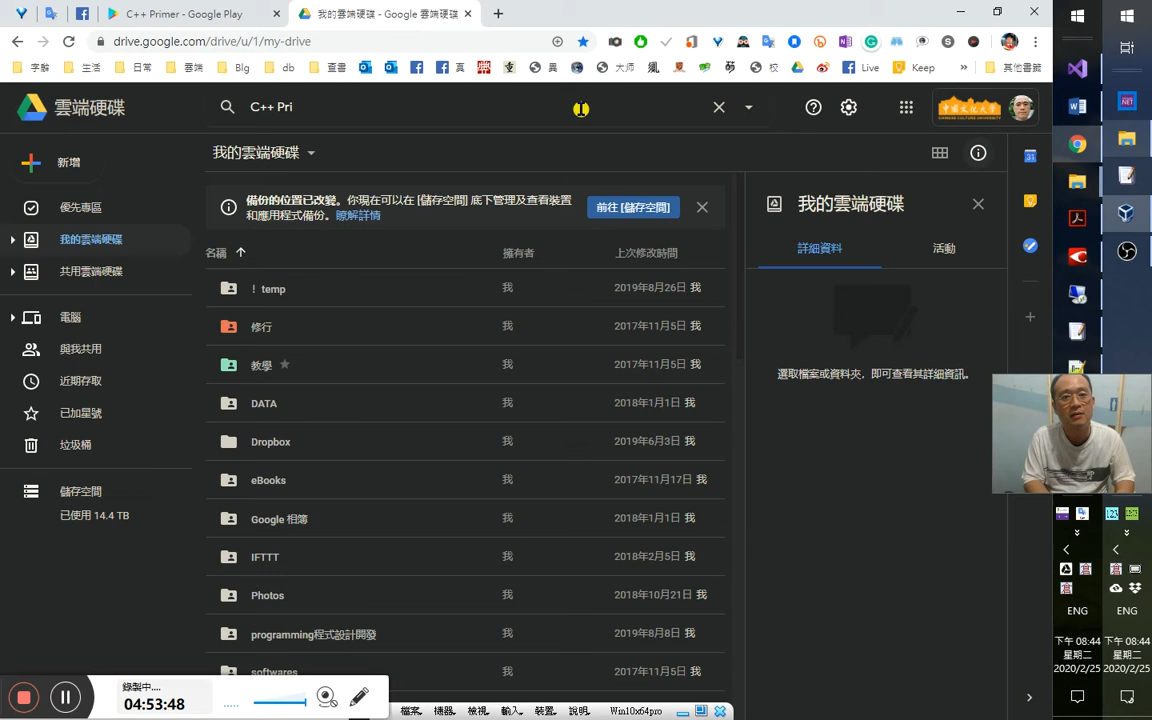 C++ Primer - Google Play
我的雲端硬碟 - Google 雲端硬碟
drive.google.com/drive/u/1/my-drive
字辭 生活 日常 雲端 Blg db 查書 真 異 大师 校 Live Keep » 其他書籤
雲端硬碟
C++ Pri
中國文化大學
新增
我的雲端硬碟
優先專區
我的雲端硬碟
共用雲端硬碟
電腦
與我共用
近期存取
已加星號
垃圾桶
儲存空間
已使用 14.4 TB
備份的位置已改變。你現在可以在 [儲存空間] 底下管理及查看裝置
和應用程式備份。瞭解詳情
前往 [儲存空間]
名稱 擁有者 上次修改時間
! temp 我 2019年8月26日 我
修行 我 2017年11月5日 我
教學 我 2017年11月5日 我
DATA 我 2018年1月1日 我
Dropbox 我 2019年6月3日 我
eBooks 我 2017年11月17日 我
Google 相簿 我 2018年1月1日 我
IFTTT 我 2018年2月5日 我
Photos 我 2018年10月21日 我
programming程式設計開發 我 2019年8月8日 我
softwares 我 2017年11月5日 我
我的雲端硬碟
詳細資料 活動
選取檔案或資料夾，即可查看其詳細資訊。
錄製中....
04:53:48
檔案, 機器, 檢視, 輸入, 裝置, 說明, Win10x64pro
ENG ENG
下午 08:44 下午 08:44
星期二 星期二
2020/2/25 2020/2/25